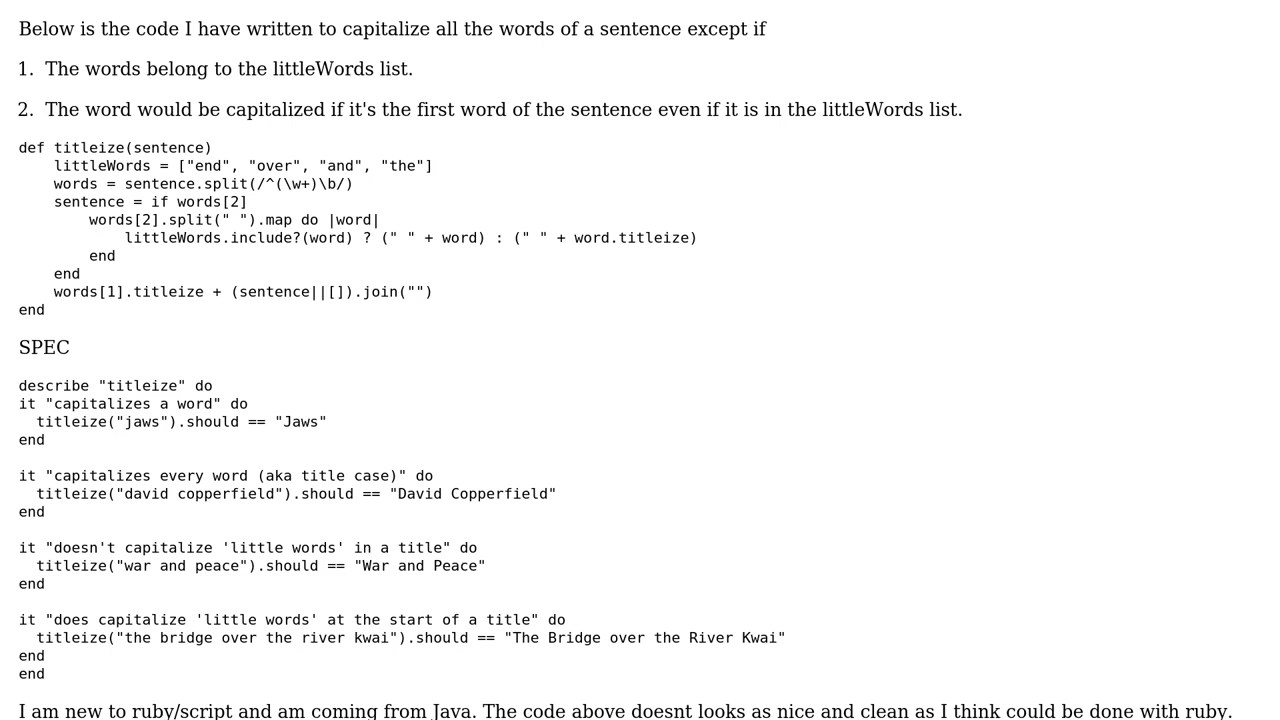 Below is the code I have written to capitalize all the words of a sentence except if
1. The words belong to the littleWords list.
2. The word would be capitalized if it's the first word of the sentence even if it is in the littleWords list.
def titleize(sentence)
    littleWords = ["end", "over", "and", "the"]
    words = sentence.split(/^(\w+)\b/)
    sentence = if words[2]
        words[2].split(" ").map do |word|
            littleWords.include?(word) ? (" " + word) : (" " + word.titleize)
        end
    end
    words[1].titleize + (sentence||[]).join("")
end
SPEC
describe "titleize" do
it "capitalizes a word" do
  titleize("jaws").should == "Jaws"
end
it "capitalizes every word (aka title case)" do
  titleize("david copperfield").should == "David Copperfield"
end
it "doesn't capitalize 'little words' in a title" do
  titleize("war and peace").should == "War and Peace"
end
it "does capitalize 'little words' at the start of a title" do
  titleize("the bridge over the river kwai").should == "The Bridge over the River Kwai"
end
end
I am new to ruby/script and am coming from Java. The code above doesnt looks as nice and clean as I think could be done with ruby.